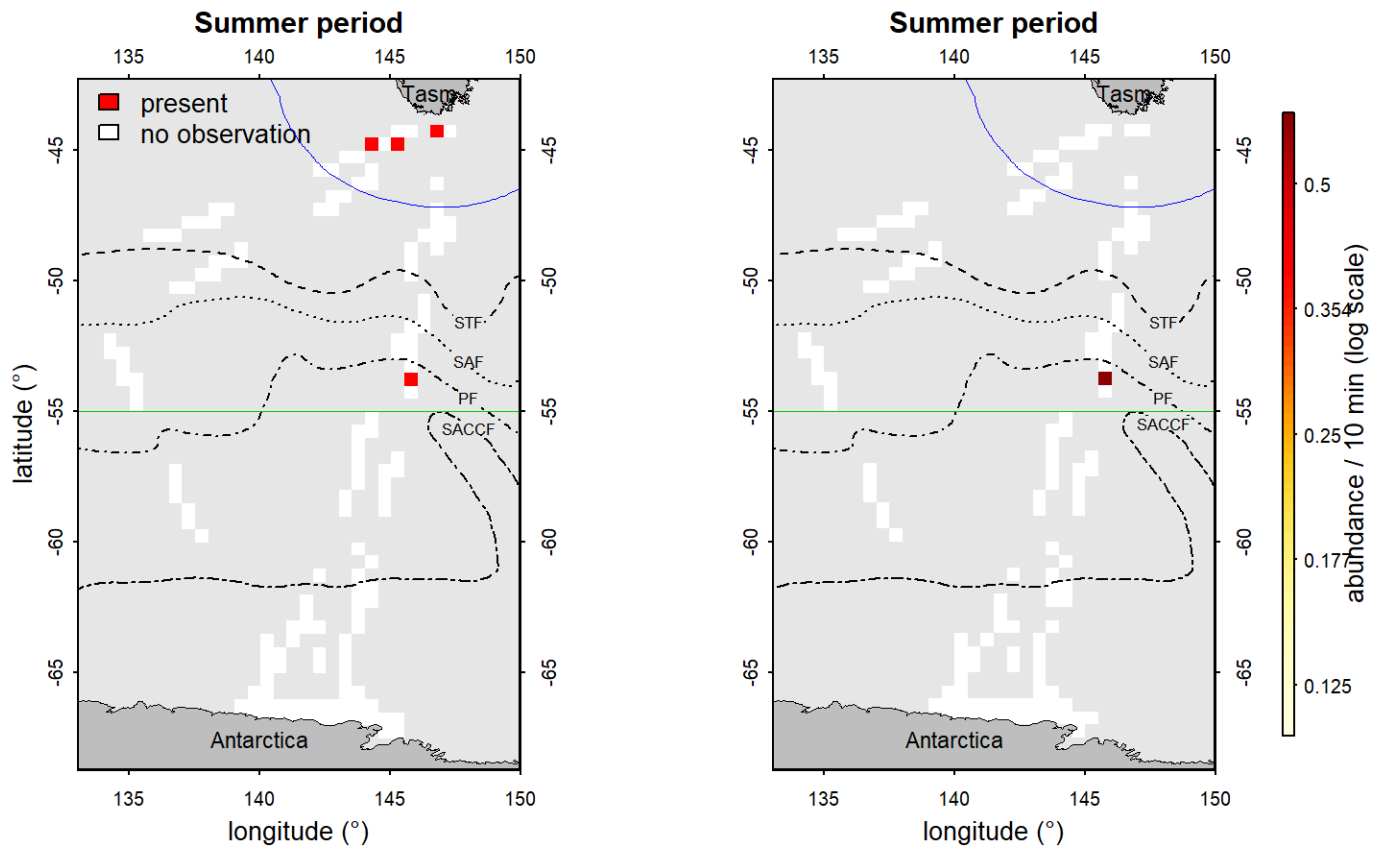 Summer period
135 140 145 150
present
no observation
Tasm
-45 -45
-50 -50
STF
SAF
PF
-55 -55
SACCF
-60 -60
-65 -65
Antarctica
135 140 145 150
longitude (°)
latitude (°)
Summer period
135 140 145 150
Tasm
-45 -45
-50 -50
STF
SAF
PF
-55 -55
SACCF
-60 -60
-65 -65
Antarctica
135 140 145 150
longitude (°)
0.5
0.354
0.25
0.177
0.125
abundance / 10 min (log scale)